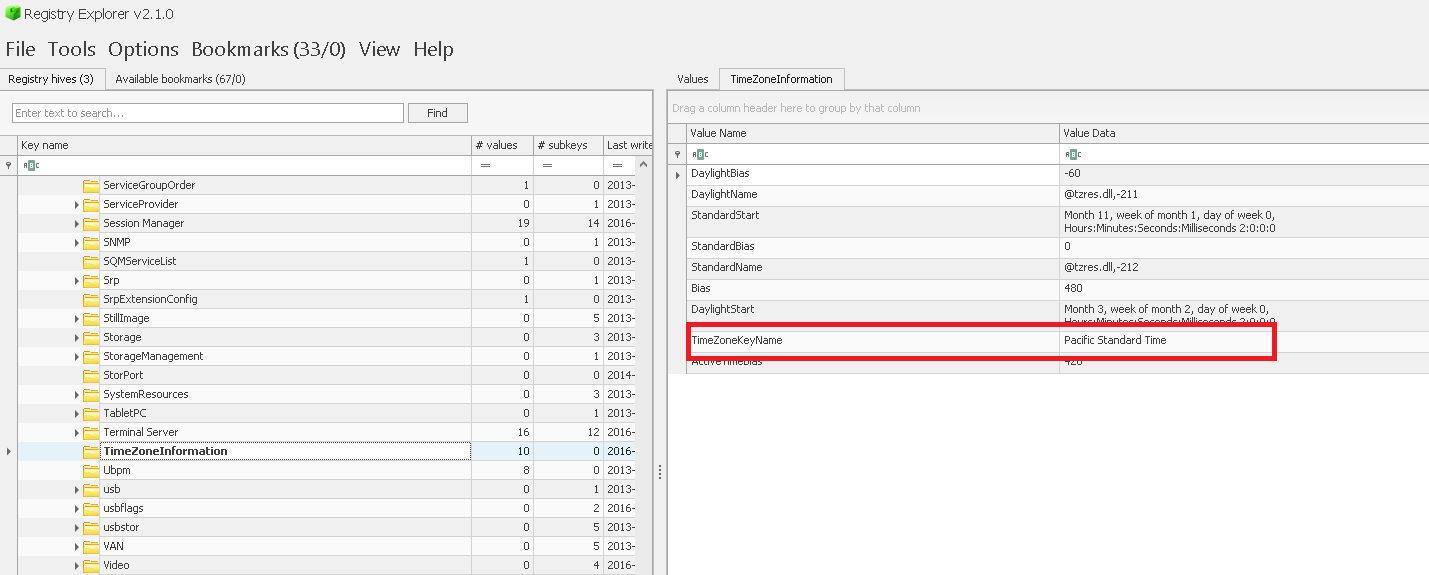 Registry Explorer v2.1.0
File Tools Options Bookmarks (33/0) View Help
Registry hives (3) Available bookmarks (67/0)
Enter text to search... Find
Key name # values # subkeys Last write
ABC = = =
ServiceGroupOrder 1 0 2013-
ServiceProvider 0 1 2013-
Session Manager 19 14 2016-
SNMP 0 1 2013-
SQMServiceList 1 0 2013-
Srp 0 1 2013-
SrpExtensionConfig 1 0 2013-
StillImage 0 5 2013-
Storage 0 3 2013-
StorageManagement 0 1 2013-
StorPort 0 0 2014-
SystemResources 0 3 2013-
TabletPC 0 1 2013-
Terminal Server 16 12 2016-
TimeZoneInformation 10 0 2016-
Ubpm 8 0 2013-
usb 0 1 2013-
usbflags 0 2 2016-
usbstor 0 5 2013-
VAN 0 5 2013-
Video 0 4 2016-
Values TimeZoneInformation
Drag a column header here to group by that column
Value Name Value Data
ABC ABC
DaylightBias -60
DaylightName @tzres.dll,-211
StandardStart Month 11, week of month 1, day of week 0,
Hours:Minutes:Seconds:Milliseconds 2:0:0:0
StandardBias 0
StandardName @tzres.dll,-212
Bias 480
DaylightStart Month 3, week of month 2, day of week 0,
Hours:Minutes:Seconds:Milliseconds 2:0:0:0
TimeZoneKeyName Pacific Standard Time
ActiveTimeBias 420